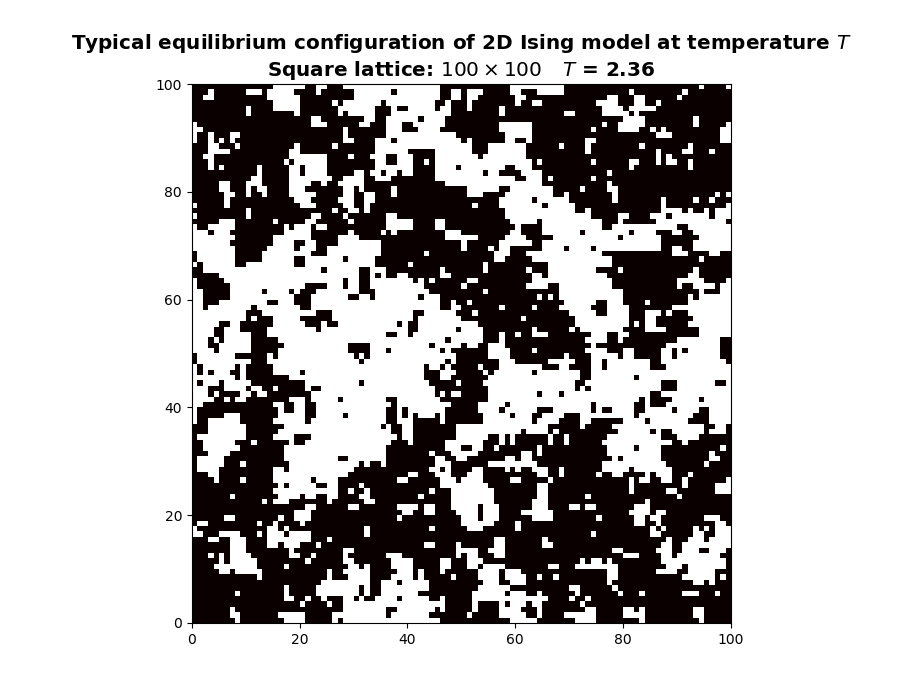 Typical equilibrium configuration of 2D Ising model at temperature T
Square lattice: 100 × 100 T = 2.36
100
80
60
40
20
0
0 20 40 60 80 100